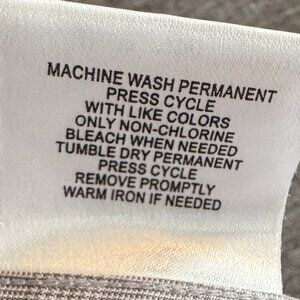 MACHINE WASH PERMANENT
PRESS CYCLE
WITH LIKE COLORS
ONLY NON-CHLORINE
BLEACH WHEN NEEDED
TUMBLE DRY PERMANENT
PRESS CYCLE
REMOVE PROMPTLY
WARM IRON IF NEEDED